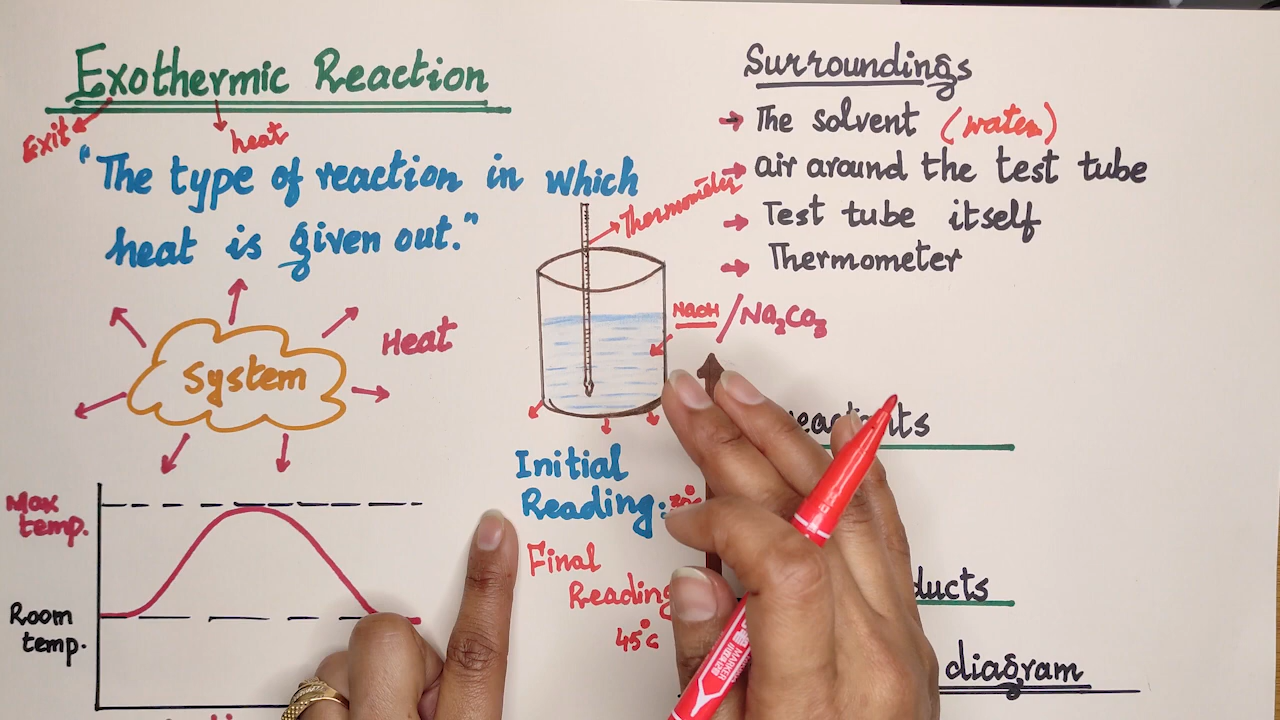 Exothermic Reaction
Exit
heat
"The type of reaction in which
heat is given out."
System
Heat
Max
temp.
Room
temp.
Thermometer
NaOH / Na₂CO₃
Initial
Reading:
Final
Reading
45°c
Surroundings
The solvent (water)
air around the test tube
Test tube itself
Thermometer
diagram
MARKER